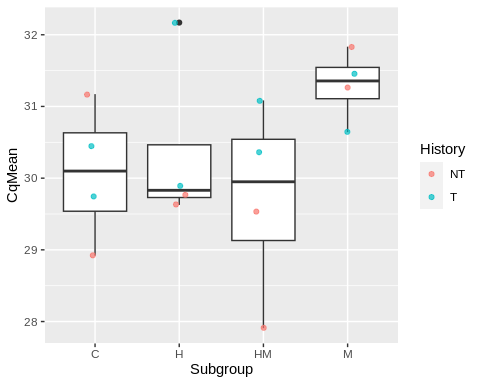 CqMean
32
31
30
29
28
C H HM M
Subgroup
History
NT
T